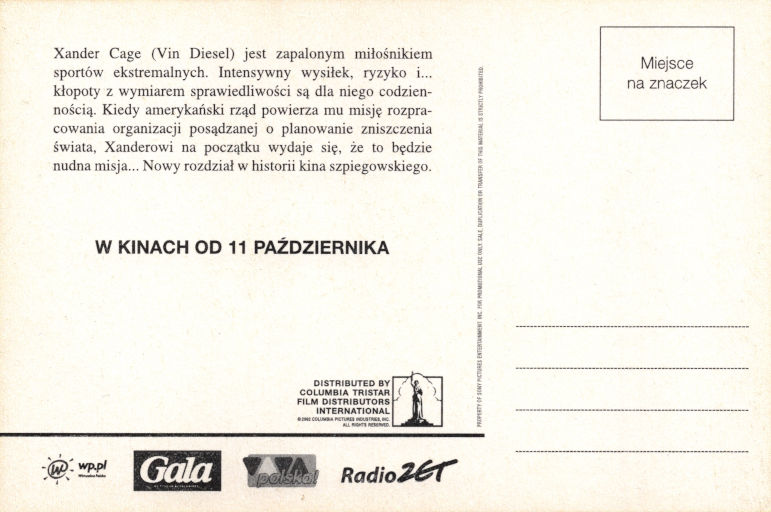 Xander Cage (Vin Diesel) jest zapalonym miłośnikiem
sportów ekstremalnych. Intensywny wysiłek, ryzyko i...
kłopoty z wymiarem sprawiedliwości są dla niego codzien-
nością. Kiedy amerykański rząd powierza mu misję rozpra-
cowania organizacji posądzanej o planowanie zniszczenia
świata, Xanderowi na początku wydaje się, że to będzie
nudna misja... Nowy rozdział w historii kina szpiegowskiego.
W KINACH OD 11 PAŹDZIERNIKA
DISTRIBUTED BY
COLUMBIA TRISTAR
FILM DISTRIBUTORS
INTERNATIONAL
© 2002 COLUMBIA PICTURES INDUSTRIES, INC.
ALL RIGHTS RESERVED.
PROPERTY OF SONY PICTURES ENTERTAINMENT INC. FOR PROMOTIONAL USE ONLY. SALE, DUPLICATION OR TRANSFER OF THIS MATERIAL IS STRICTLY PROHIBITED.
Miejsce
na znaczek
W wp.pl
Wirtualna Polska
Gala
VIVA
polska!
Radio ZET